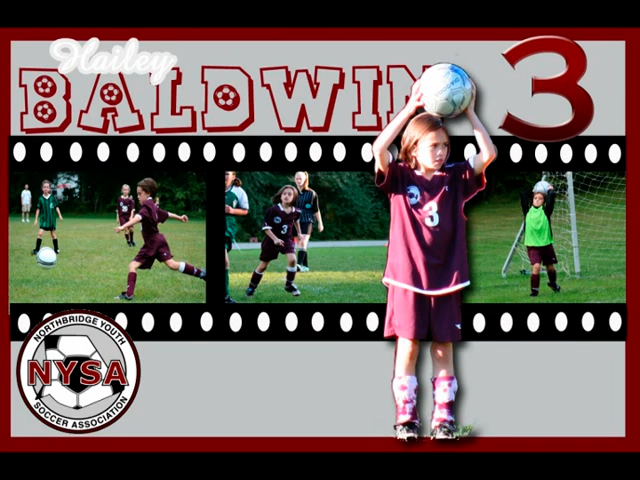 Hailey
BALDWIN
3
3
3
NORTHBRIDGE YOUTH
NYSA
SOCCER ASSOCIATION